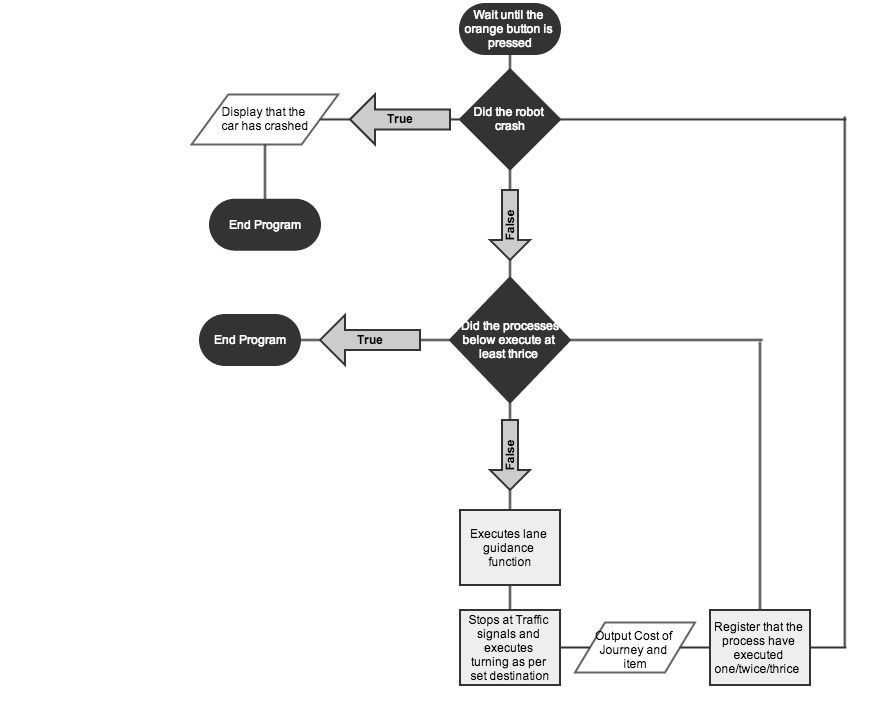 Wait until the
orange button is
pressed
Did the robot
crash
True
Display that the
car has crashed
End Program
False
Did the processes
below execute at
least thrice
True
End Program
False
Executes lane
guidance
function
Stops at Traffic
signals and
executes
turning as per
set destination
Output Cost of
Journey and
item
Register that the
process have
executed
one/twice/thrice